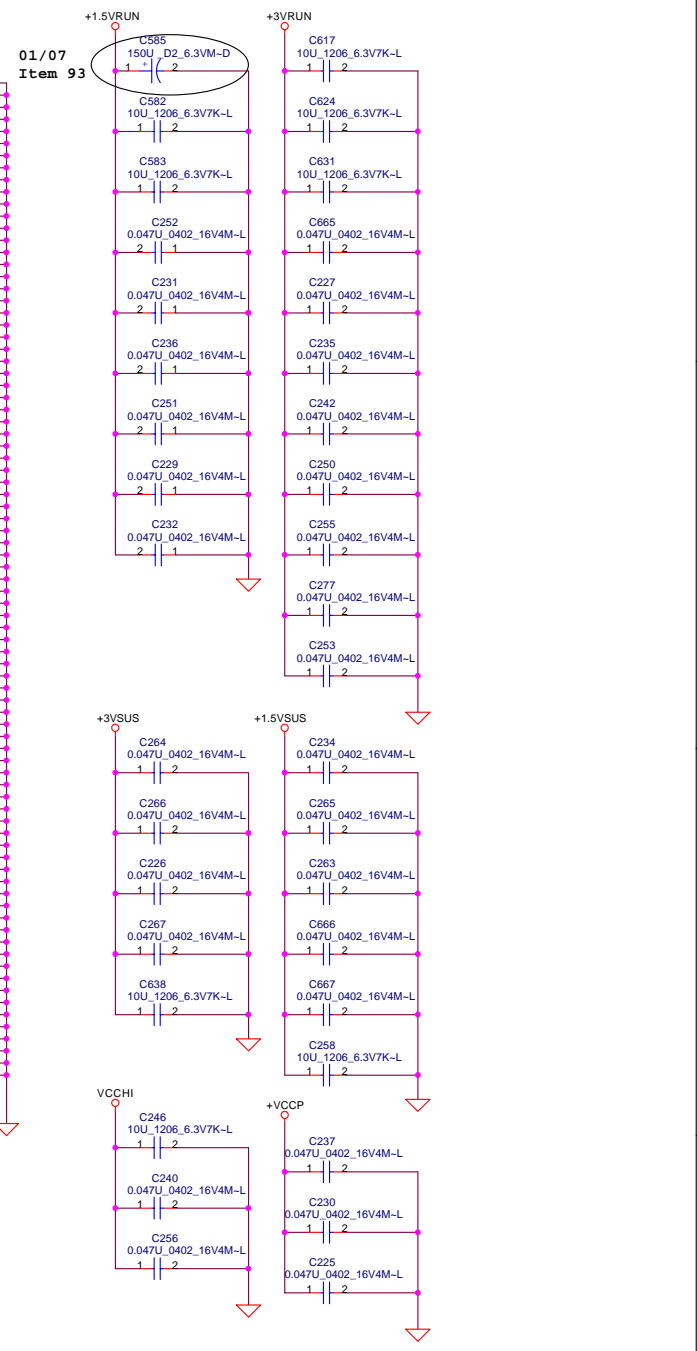 +1.5VRUN
01/07
Item 93
C585
150U_D2_6.3VM~D
1 + 2
C582
10U_1206_6.3V7K~L
1 2
C583
10U_1206_6.3V7K~L
1 2
C252
0.047U_0402_16V4M~L
2 1
C231
0.047U_0402_16V4M~L
2 1
C236
0.047U_0402_16V4M~L
2 1
C251
0.047U_0402_16V4M~L
2 1
C229
0.047U_0402_16V4M~L
2 1
C232
0.047U_0402_16V4M~L
2 1
+3VRUN
C617
10U_1206_6.3V7K~L
1 2
C624
10U_1206_6.3V7K~L
1 2
C631
10U_1206_6.3V7K~L
1 2
C665
0.047U_0402_16V4M~L
1 2
C227
0.047U_0402_16V4M~L
1 2
C235
0.047U_0402_16V4M~L
1 2
C242
0.047U_0402_16V4M~L
1 2
C250
0.047U_0402_16V4M~L
1 2
C255
0.047U_0402_16V4M~L
1 2
C277
0.047U_0402_16V4M~L
1 2
C253
0.047U_0402_16V4M~L
1 2
+3VSUS
C264
0.047U_0402_16V4M~L
1 2
C266
0.047U_0402_16V4M~L
1 2
C226
0.047U_0402_16V4M~L
1 2
C267
0.047U_0402_16V4M~L
1 2
C638
10U_1206_6.3V7K~L
1 2
+1.5VSUS
C234
0.047U_0402_16V4M~L
1 2
C265
0.047U_0402_16V4M~L
1 2
C263
0.047U_0402_16V4M~L
1 2
C666
0.047U_0402_16V4M~L
1 2
C667
0.047U_0402_16V4M~L
1 2
C258
10U_1206_6.3V7K~L
1 2
VCCHI
C246
10U_1206_6.3V7K~L
1 2
C240
0.047U_0402_16V4M~L
1 2
C256
0.047U_0402_16V4M~L
1 2
+VCCP
C237
0.047U_0402_16V4M~L
1 2
C230
0.047U_0402_16V4M~L
1 2
C225
0.047U_0402_16V4M~L
1 2